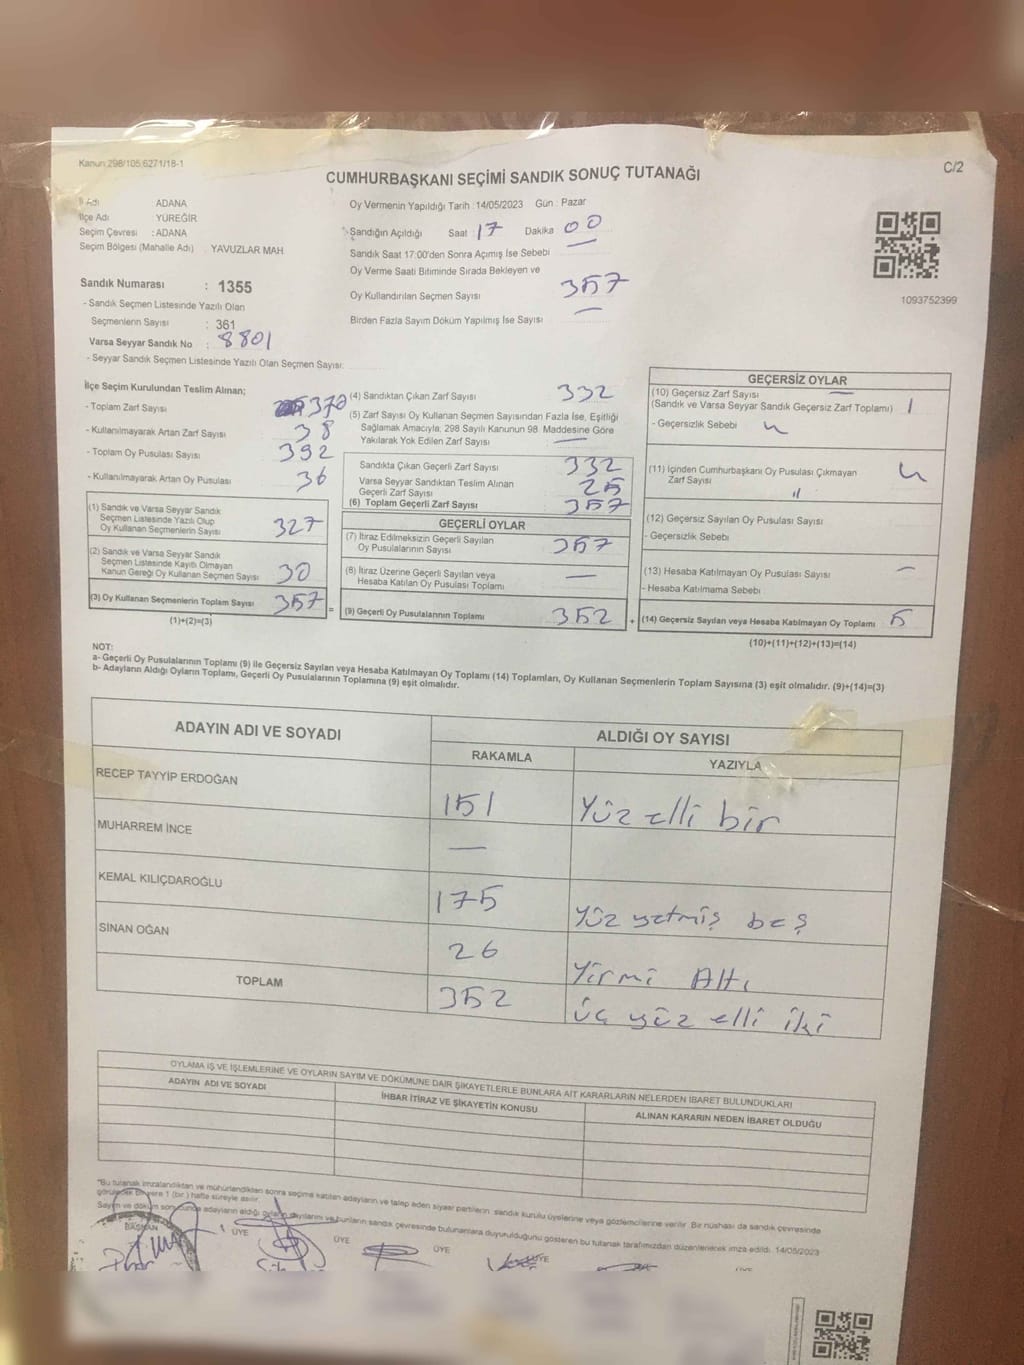 Kanun 298/105 6271/18-1
C/2
CUMHURBAŞKANI SEÇİMİ SANDIK SONUÇ TUTANAĞI
İl Adı ADANA
İlçe Adı YÜREĞİR
Seçim Çevresi : ADANA
Seçim Bölgesi (Mahalle Adı) YAVUZLAR MAH
Sandık Numarası : 1355
- Sandık Seçmen Listesinde Yazılı Olan
Seçmenlerin Sayısı : 361
Varsa Seyyar Sandık No : 8801
- Seyyar Sandık Seçmen Listesinde Yazılı Olan Seçmen Sayısı:
Oy Vermenin Yapıldığı Tarih : 14/05/2023 Gün : Pazar
Sandığın Açıldığı Saat : 17 Dakika 00
Sandık Saat 17:00'den Sonra Açımış İse Sebebi —
Oy Verme Saati Bitiminde Sırada Bekleyen ve
Oy Kullandırılan Seçmen Sayısı 357
Birden Fazla Sayım Döküm Yapılmış İse Sayısı —
1093752399
İlçe Seçim Kurulundan Teslim Alınan;
- Toplam Zarf Sayısı 370
- Kullanılmayarak Artan Zarf Sayısı 38
- Toplam Oy Pusulası Sayısı 392
- Kullanılmayarak Artan Oy Pusulası 36
(1) Sandık ve Varsa Seyyar Sandık
Seçmen Listesinde Yazılı Olup
Oy Kullanan Seçmenlerin Sayısı 327
(2) Sandık ve Varsa Seyyar Sandık
Seçmen Listesinde Kayıtlı Olmayan
Kanun Gereği Oy Kullanan Seçmen Sayısı 30
(3) Oy Kullanan Seçmenlerin Toplam Sayısı 357
(1)+(2)=(3)
(4) Sandıktan Çıkan Zarf Sayısı 332
(5) Zarf Sayısı Oy Kullanan Seçmen Sayısından Fazla İse, Eşitliği
Sağlamak Amacıyla; 298 Sayılı Kanunun 98. Maddesine Göre
Yakılarak Yok Edilen Zarf Sayısı —
Sandıkta Çıkan Geçerli Zarf Sayısı 332
Varsa Seyyar Sandıktan Teslim Alınan
Geçerli Zarf Sayısı 25
(6) Toplam Geçerli Zarf Sayısı 357
GEÇERLİ OYLAR
(7) İtiraz Edilmeksizin Geçerli Sayılan
Oy Pusulalarının Sayısı 357
(8) İtiraz Üzerine Geçerli Sayılan veya
Hesaba Katılan Oy Pusulası Toplamı —
= (9) Geçerli Oy Pusulalarının Toplamı 352
GEÇERSİZ OYLAR
(10) Geçersiz Zarf Sayısı —
(Sandık ve Varsa Seyyar Sandık Geçersiz Zarf Toplamı) 1
- Geçersizlik Sebebi
(11) İçinden Cumhurbaşkanı Oy Pusulası Çıkmayan
Zarf Sayısı
(12) Geçersiz Sayılan Oy Pusulası Sayısı
- Geçersizlik Sebebi
(13) Hesaba Katılmayan Oy Pusulası Sayısı —
- Hesaba Katılmama Sebebi
+ (14) Geçersiz Sayılan veya Hesaba Katılmayan Oy Toplamı 5
(10)+(11)+(12)+(13)=(14)
NOT:
a- Geçerli Oy Pusulalarının Toplamı (9) ile Geçersiz Sayılan veya Hesaba Katılmayan Oy Toplamı (14) Toplamları, Oy Kullanan Seçmenlerin Toplam Sayısına (3) eşit olmalıdır. (9)+(14)=(3)
b- Adayların Aldığı Oyların Toplamı, Geçerli Oy Pusulalarının Toplamına (9) eşit olmalıdır.
ADAYIN ADI VE SOYADI
ALDIĞI OY SAYISI
RAKAMLA YAZIYLA
RECEP TAYYİP ERDOĞAN 151 Yüz elli bir
MUHARREM İNCE —
KEMAL KILIÇDAROĞLU 175 Yüz yetmiş beş
SİNAN OĞAN 26 Yirmi Altı
TOPLAM 352 üç yüz elli iki
OYLAMA İŞ VE İŞLEMLERİNE VE OYLARIN SAYIM VE DÖKÜMÜNE DAİR ŞİKAYETLERLE BUNLARA AİT KARARLARIN NELERDEN İBARET BULUNDUKLARI
ADAYIN ADI VE SOYADI İHBAR İTİRAZ VE ŞİKAYETİN KONUSU ALINAN KARARIN NEDEN İBARET OLDUĞU
"Bu tutanak imzalandıktan ve mühürlendikten sonra seçime katılan adayların ve talep eden siyasi partilerin sandık kurulu üyelerine veya gözlemcilerine verilir. Bir nüshası da sandık çevresinde
görülecek bir yere 1 (bir) hafta süreyle asılır.
Sayım ve döküm sonucunda adayların aldığı oyların sayılarını ve bunların sandık çevresinde bulunanlara duyurulduğunu gösteren bu tutanak tarafımızdan düzenlenerek imza edildi. 14/05/2023
BAŞKAN ÜYE ÜYE ÜYE ÜYE ÜYE